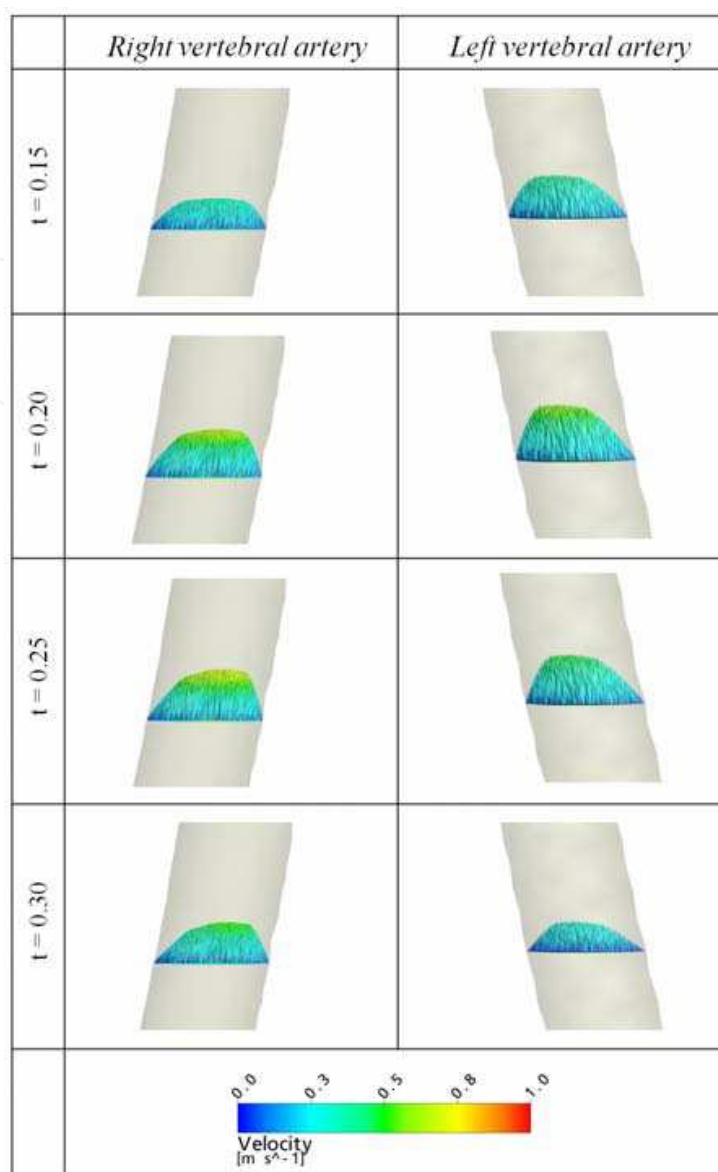 Right vertebral artery Left vertebral artery
t = 0.15
t = 0.20
t = 0.25
t = 0.30
0.0 0.3 0.5 0.8 1.0
Velocity
[m s^-1]